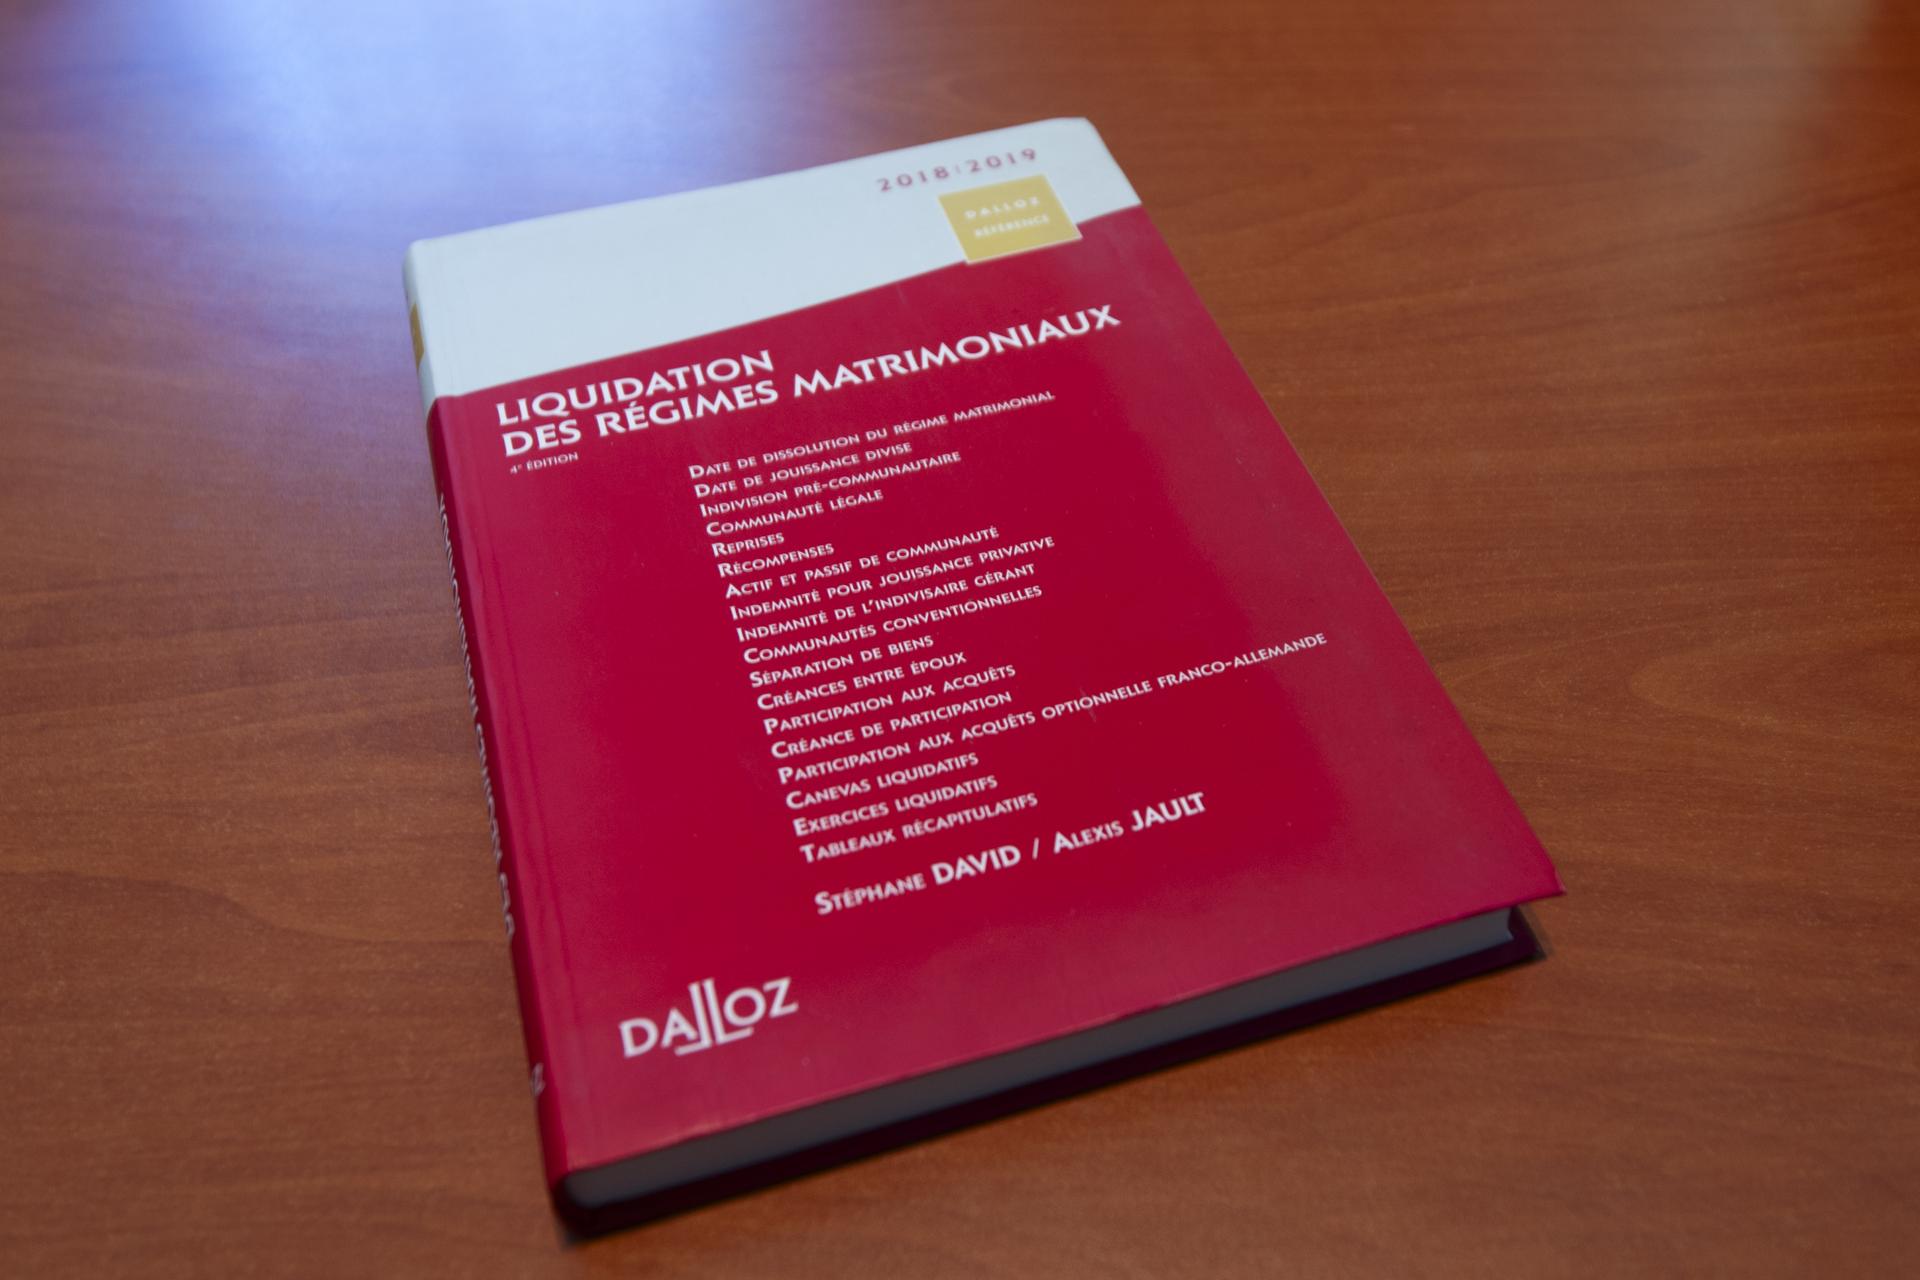 2018:2019
DALLOZ
RÉFÉRENCE
LIQUIDATION
DES RÉGIMES MATRIMONIAUX
4e ÉDITION
DATE DE DISSOLUTION DU RÉGIME MATRIMONIAL
DATE DE JOUISSANCE DIVISE
INDIVISION PRÉ-COMMUNAUTAIRE
COMMUNAUTÉ LÉGALE
REPRISES
RÉCOMPENSES
ACTIF ET PASSIF DE COMMUNAUTÉ
INDEMNITÉ POUR JOUISSANCE PRIVATIVE
INDEMNITÉ DE L'INDIVISAIRE GÉRANT
COMMUNAUTÉS CONVENTIONNELLES
SÉPARATION DE BIENS
CRÉANCES ENTRE ÉPOUX
PARTICIPATION AUX ACQUÊTS
CRÉANCE DE PARTICIPATION
PARTICIPATION AUX ACQUÊTS OPTIONNELLE FRANCO-ALLEMANDE
CANEVAS LIQUIDATIFS
EXERCICES LIQUIDATIFS
TABLEAUX RÉCAPITULATIFS
STÉPHANE DAVID / ALEXIS JAULT
DALLOZ